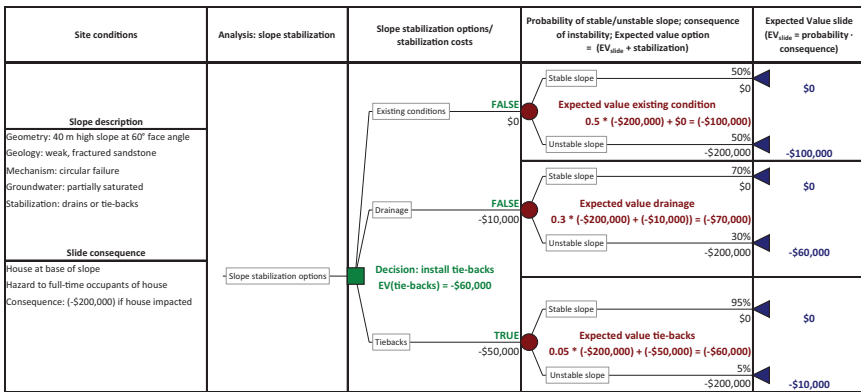 Site conditions
Analysis: slope stabilization
Slope stabilization options/
stabilization costs
Probability of stable/unstable slope; consequence
of instability; Expected value option
= (EVslide + stabilization)
Expected Value slide
(EVslide = probability ·
consequence)
Slope description
Geometry: 40 m high slope at 60° face angle
Geology: weak, fractured sandstone
Mechanism: circular failure
Groundwater: partially saturated
Stabilization: drains or tie-backs
Slide consequence
House at base of slope
Hazard to full-time occupants of house
Consequence: (-$200,000) if house impacted
Slope stabilization options
Decision: install tie-backs
EV(tie-backs) = -$60,000
Existing conditions
FALSE
$0
Stable slope
50%
$0
$0
Expected value existing condition
0.5 * (-$200,000) + $0 = (-$100,000)
Unstable slope
50%
-$200,000
-$100,000
Drainage
FALSE
-$10,000
Stable slope
70%
$0
$0
Expected value drainage
0.3 * (-$200,000) + (-$10,000)) = (-$70,000)
Unstable slope
30%
-$200,000
-$60,000
Tiebacks
TRUE
-$50,000
Stable slope
95%
$0
$0
Expected value tie-backs
0.05 * (-$200,000) + (-$50,000) = (-$60,000)
Unstable slope
5%
-$200,000
-$10,000